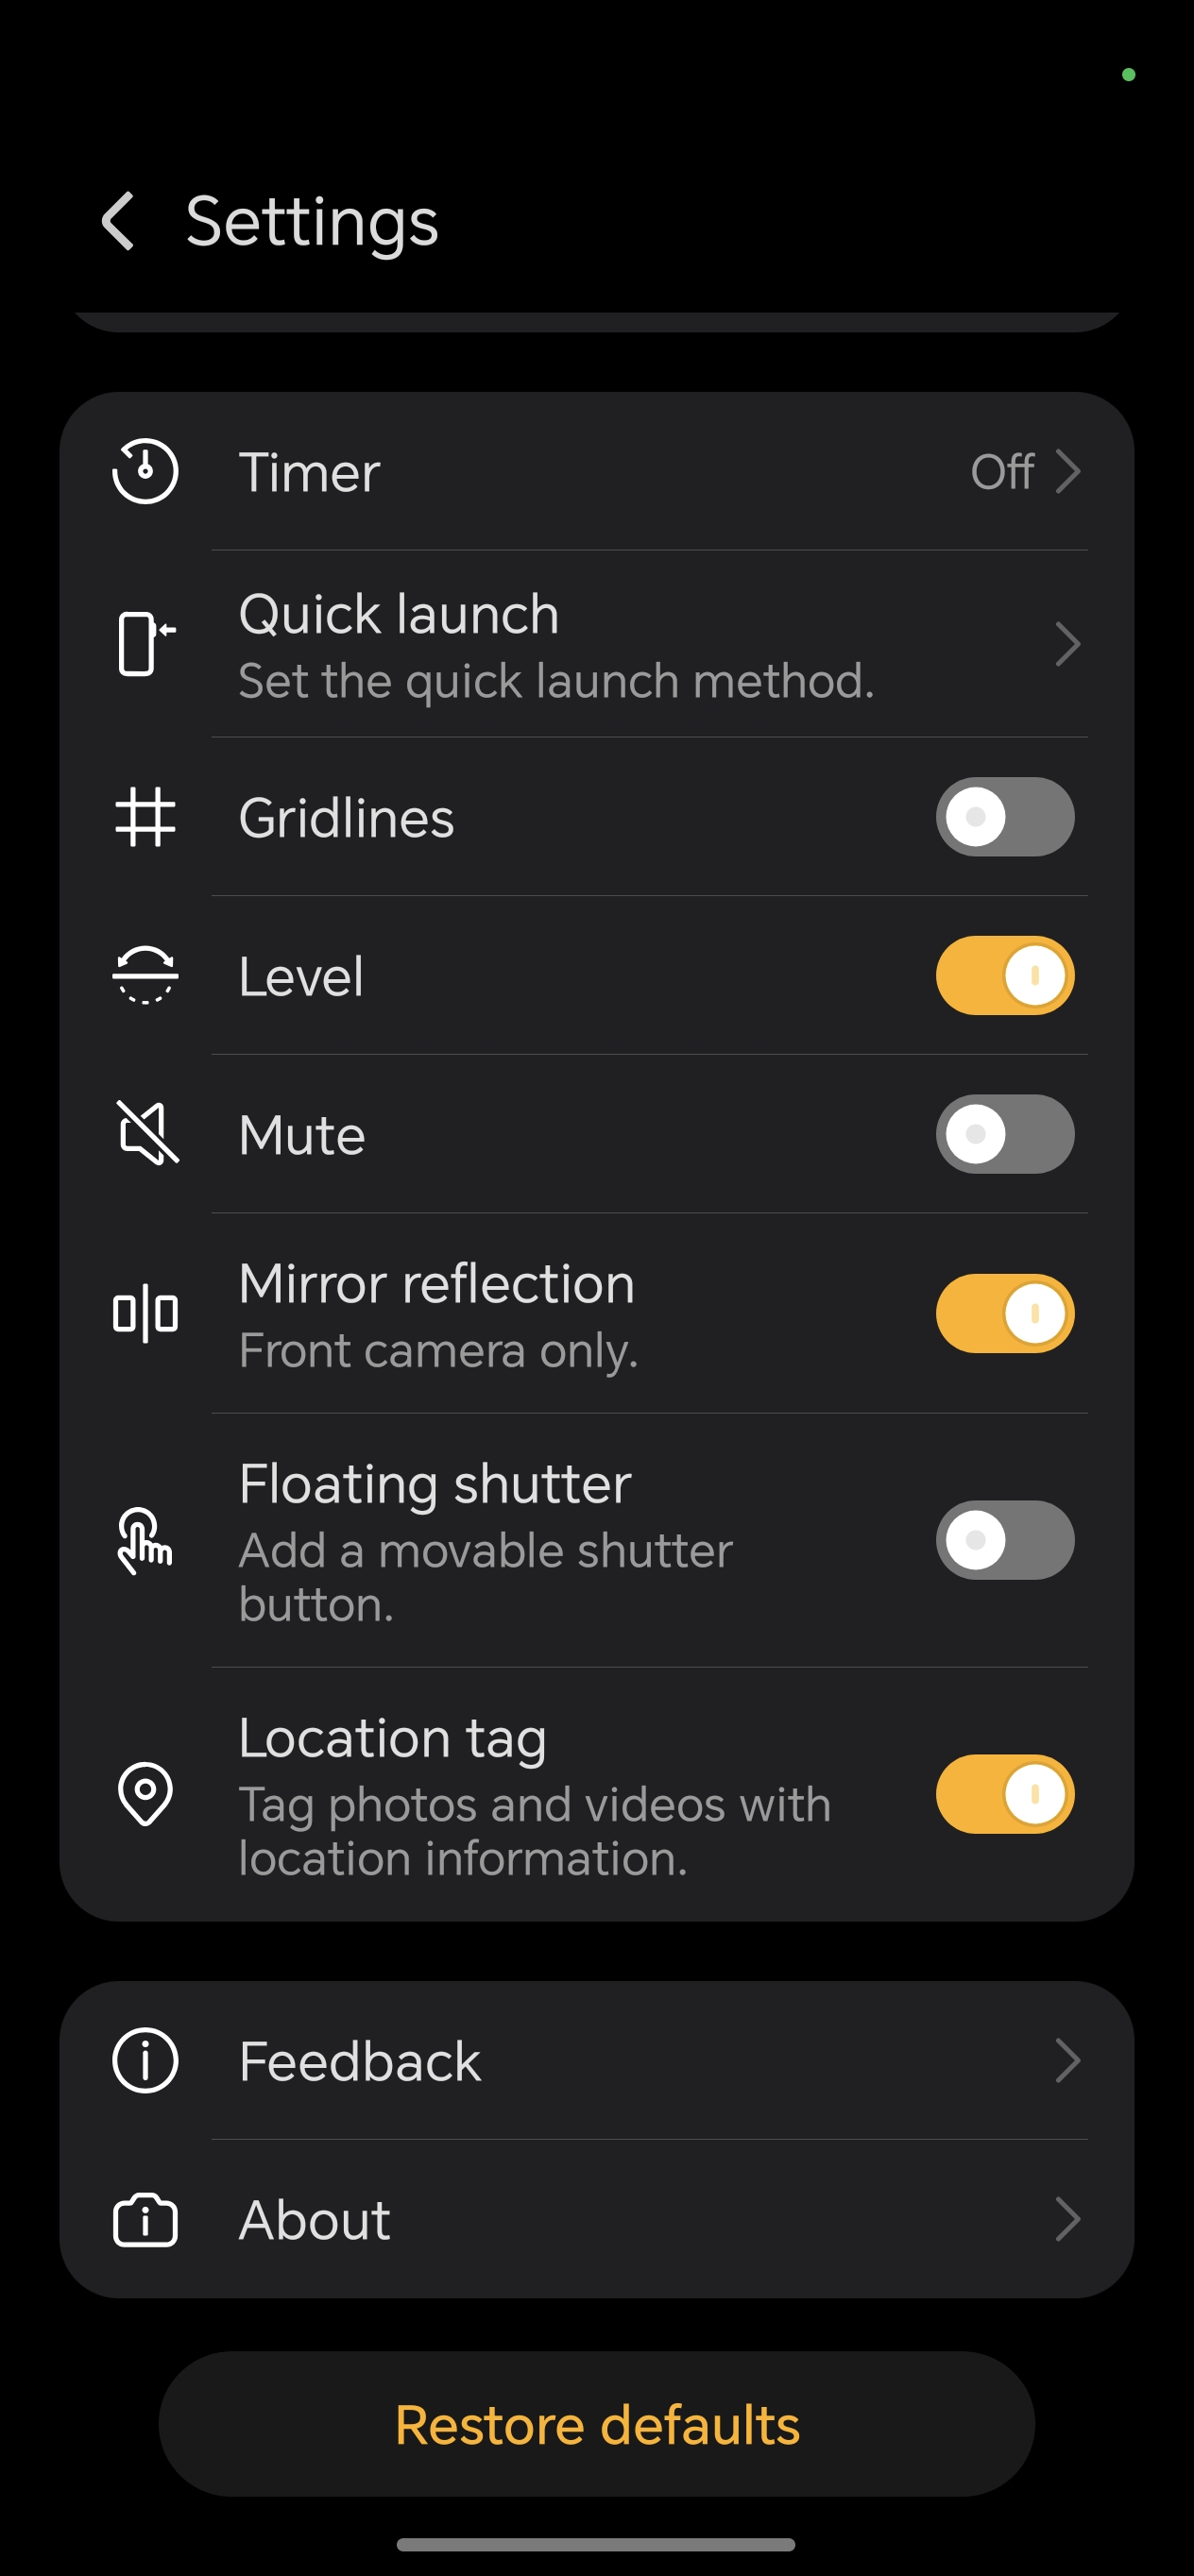 Settings
Timer
Off
Quick launch
Set the quick launch method.
Gridlines
Level
Mute
Mirror reflection
Front camera only.
Floating shutter
Add a movable shutter
button.
Location tag
Tag photos and videos with
location information.
Feedback
About
Restore defaults